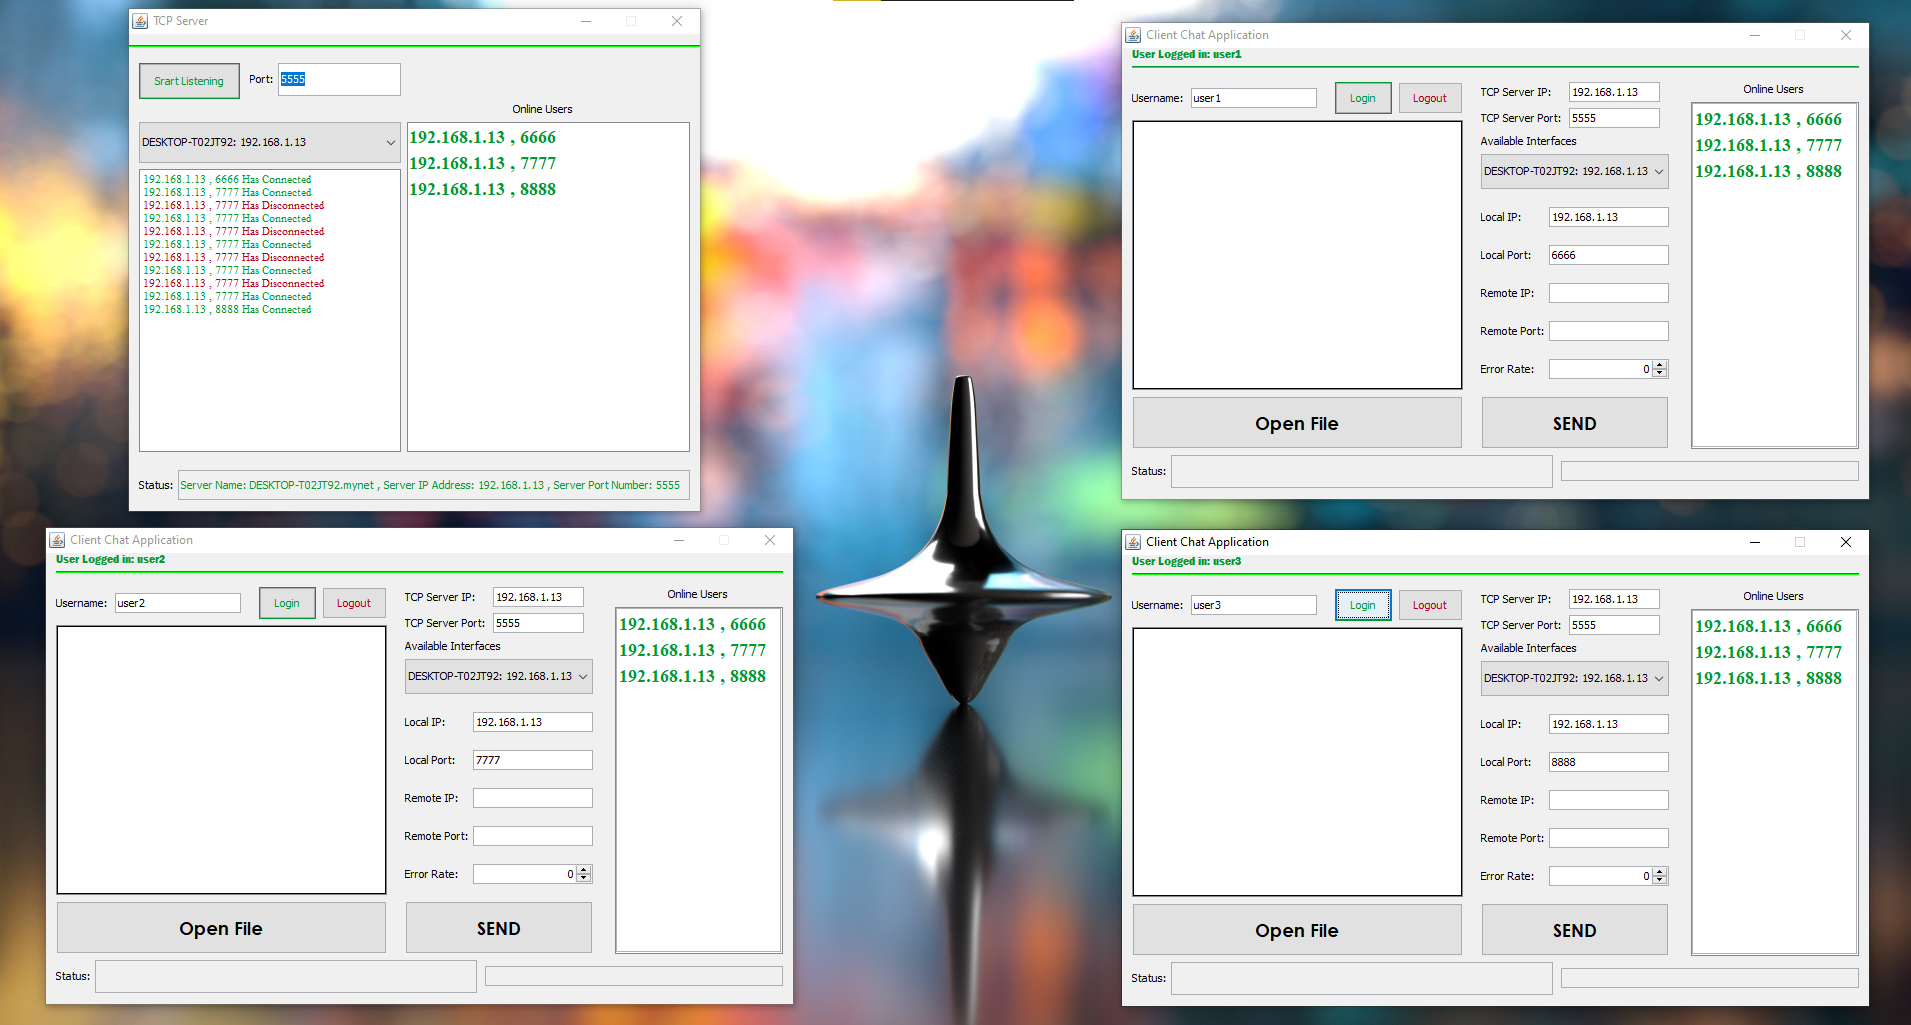 TCP Server
Srart Listening
Port:
5555
Online Users
DESKTOP-T02JT92: 192.168.1.13
192.168.1.13 , 6666 Has Connected
192.168.1.13 , 7777 Has Connected
192.168.1.13 , 7777 Has Disconnected
192.168.1.13 , 7777 Has Connected
192.168.1.13 , 7777 Has Disconnected
192.168.1.13 , 7777 Has Connected
192.168.1.13 , 7777 Has Disconnected
192.168.1.13 , 7777 Has Connected
192.168.1.13 , 7777 Has Disconnected
192.168.1.13 , 7777 Has Connected
192.168.1.13 , 8888 Has Connected
192.168.1.13 , 6666
192.168.1.13 , 7777
192.168.1.13 , 8888
Status: Server Name: DESKTOP-T02JT92.mynet , Server IP Address: 192.168.1.13 , Server Port Number: 5555
Client Chat Application
User Logged in: user1
Username: user1
Login
Logout
TCP Server IP: 192.168.1.13
TCP Server Port: 5555
Available Interfaces
DESKTOP-T02JT92: 192.168.1.13
Local IP: 192.168.1.13
Local Port: 6666
Remote IP:
Remote Port:
Error Rate: 0
Online Users
192.168.1.13 , 6666
192.168.1.13 , 7777
192.168.1.13 , 8888
Open File
SEND
Status:
Client Chat Application
User Logged in: user2
Username: user2
Login
Logout
TCP Server IP: 192.168.1.13
TCP Server Port: 5555
Available Interfaces
DESKTOP-T02JT92: 192.168.1.13
Local IP: 192.168.1.13
Local Port: 7777
Remote IP:
Remote Port:
Error Rate: 0
Online Users
192.168.1.13 , 6666
192.168.1.13 , 7777
192.168.1.13 , 8888
Open File
SEND
Status:
Client Chat Application
User Logged in: user3
Username: user3
Login
Logout
TCP Server IP: 192.168.1.13
TCP Server Port: 5555
Available Interfaces
DESKTOP-T02JT92: 192.168.1.13
Local IP: 192.168.1.13
Local Port: 8888
Remote IP:
Remote Port:
Error Rate: 0
Online Users
192.168.1.13 , 6666
192.168.1.13 , 7777
192.168.1.13 , 8888
Open File
SEND
Status: